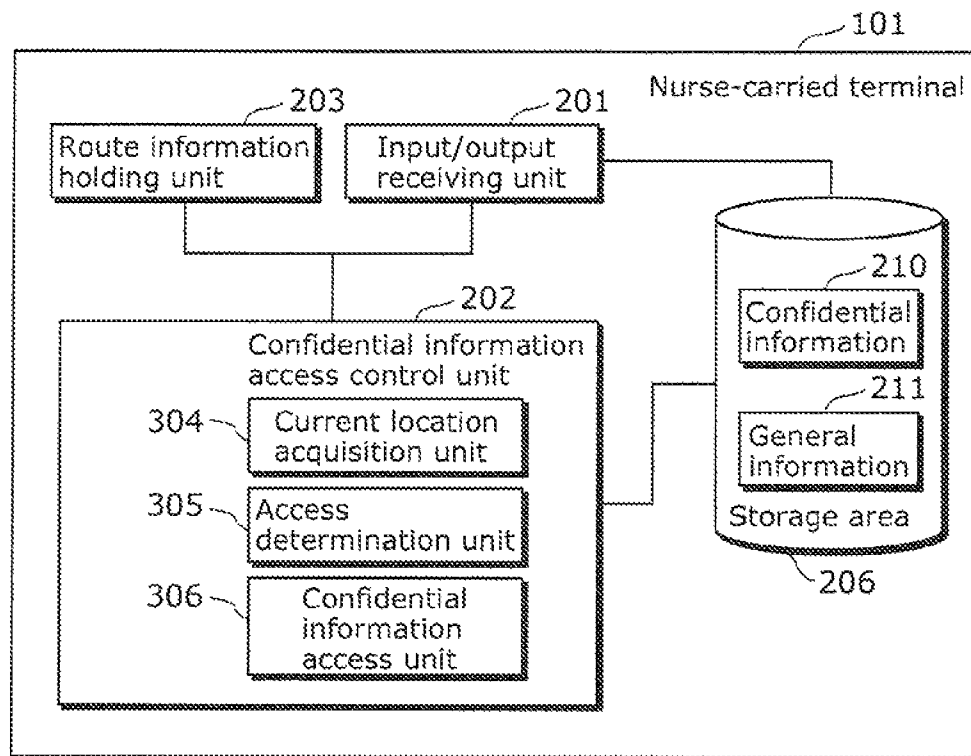 101
Nurse-carried terminal
203
Route information
holding unit
201
Input/output
receiving unit
202
Confidential information
access control unit
304
Current location
acquisition unit
305
Access
determination unit
306
Confidential
information
access unit
210
Confidential
information
211
General
information
Storage area
206